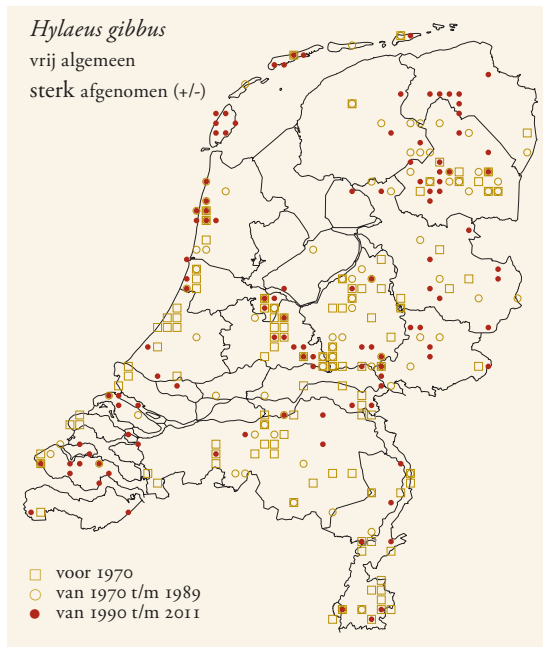 Hylaeus gibbus
vrij algemeen
sterk afgenomen (+/-)
voor 1970
van 1970 t/m 1989
van 1990 t/m 2011